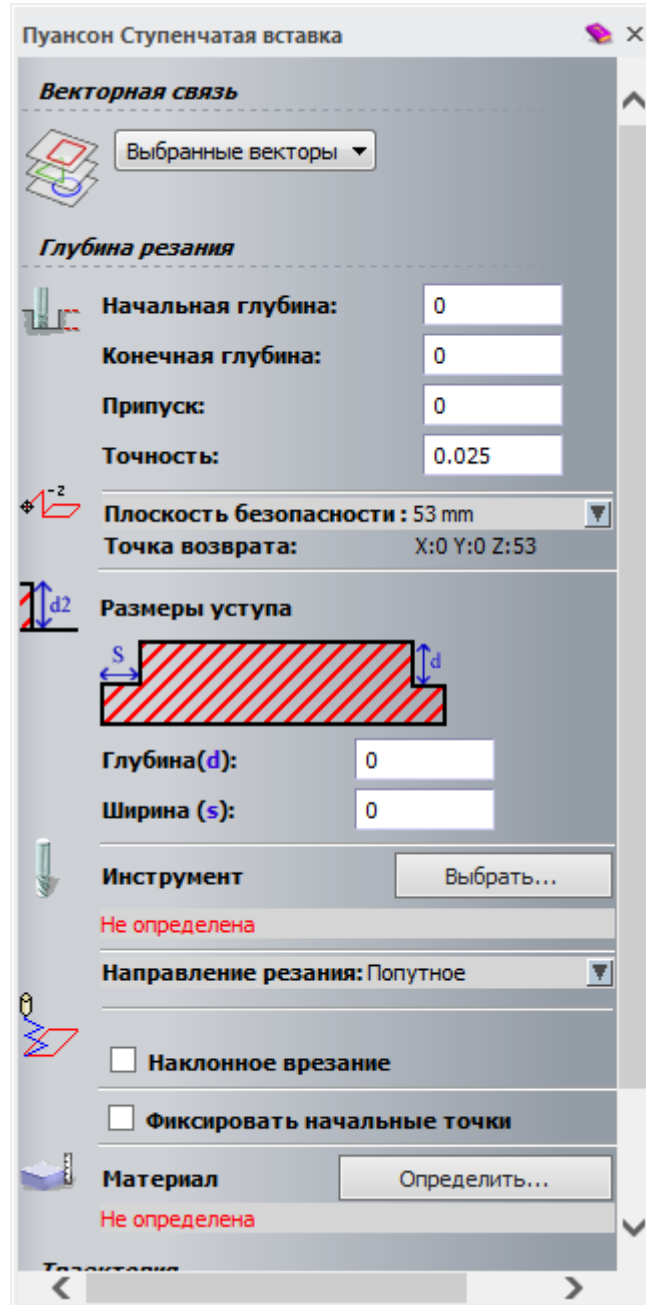 Пуансон Ступенчатая вставка
Векторная связь
Выбранные векторы
Глубина резания
Начальная глубина: 0
Конечная глубина: 0
Припуск: 0
Точность: 0.025
-z
Плоскость безопасности : 53 mm
Точка возврата: X:0 Y:0 Z:53
d2
Размеры уступа
S
d
Глубина(d): 0
Ширина (s): 0
Инструмент Выбрать...
Не определена
Направление резания: Попутное
Наклонное врезание
Фиксировать начальные точки
Материал Определить...
Не определена
Траектория